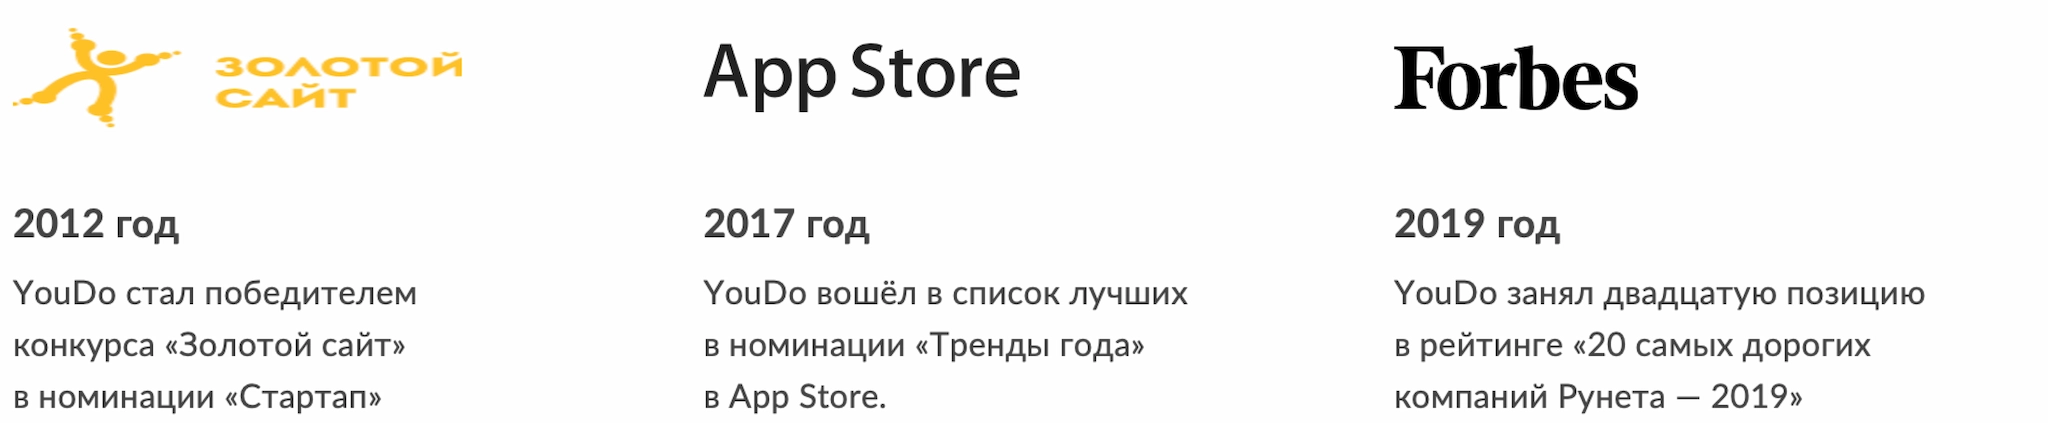 ЗОЛОТОЙ
САЙТ
2012 год
YouDo стал победителем
конкурса «Золотой сайт»
в номинации «Стартап»
App Store
2017 год
YouDo вошёл в список лучших
в номинации «Тренды года»
в App Store.
Forbes
2019 год
YouDo занял двадцатую позицию
в рейтинге «20 самых дорогих
компаний Рунета — 2019»